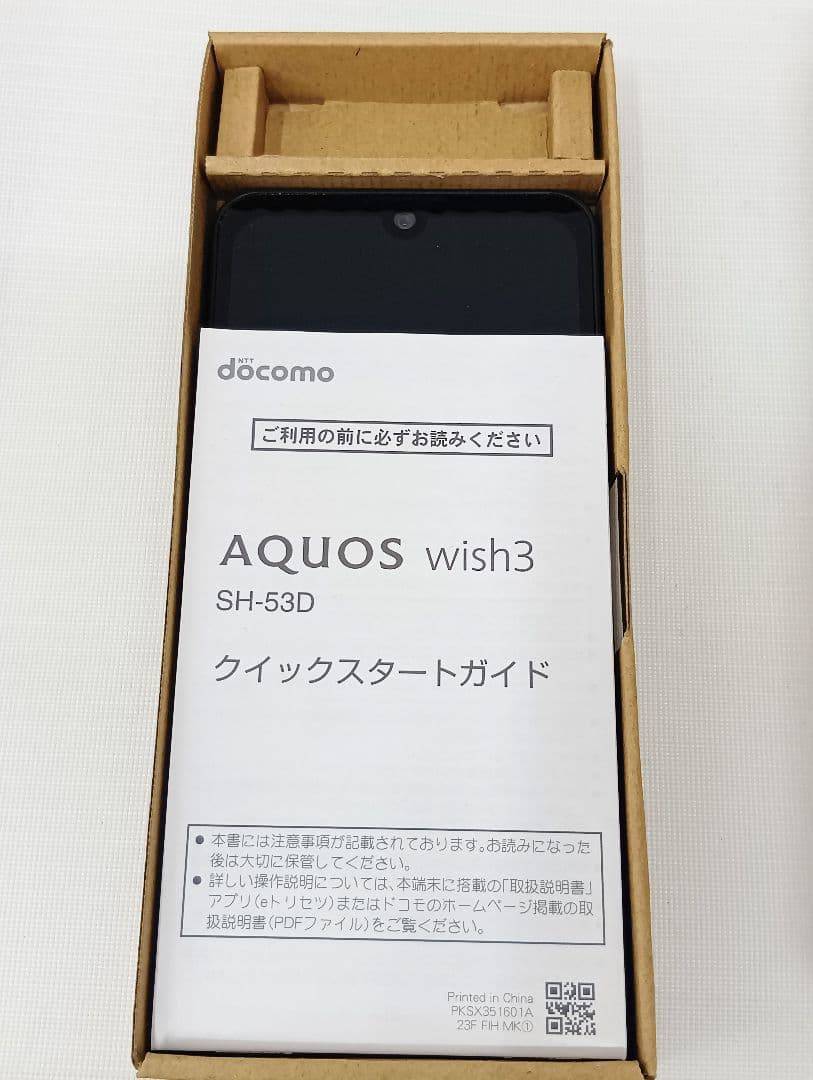 NTT
docomo
ご利用の前に必ずお読みください
AQUOS wish3
SH-53D
クイックスタートガイド
● 本書には注意事項が記載されております。お読みになった
後は大切に保管してください。
● 詳しい操作説明については、本端末に搭載の「取扱説明書」
アプリ(eトリセツ)またはドコモのホームページ掲載の取
扱説明書(PDFファイル)をご覧ください。
Printed in China
PKSX351601A
23F FIH MK①